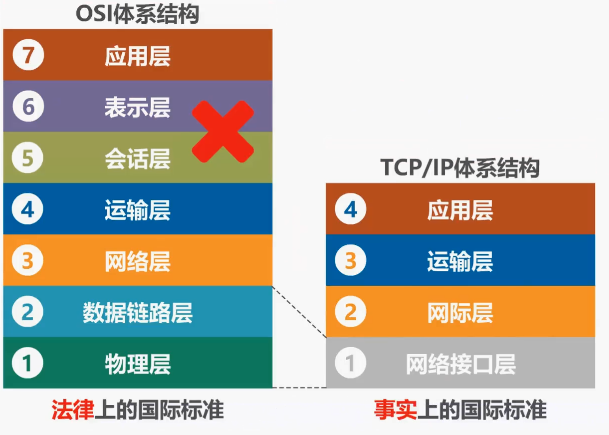 OSI体系结构
7 应用层
6 表示层
5 会话层
4 运输层
3 网络层
2 数据链路层
1 物理层
法律上的国际标准
TCP/IP体系结构
4 应用层
3 运输层
2 网际层
1 网络接口层
事实上的国际标准